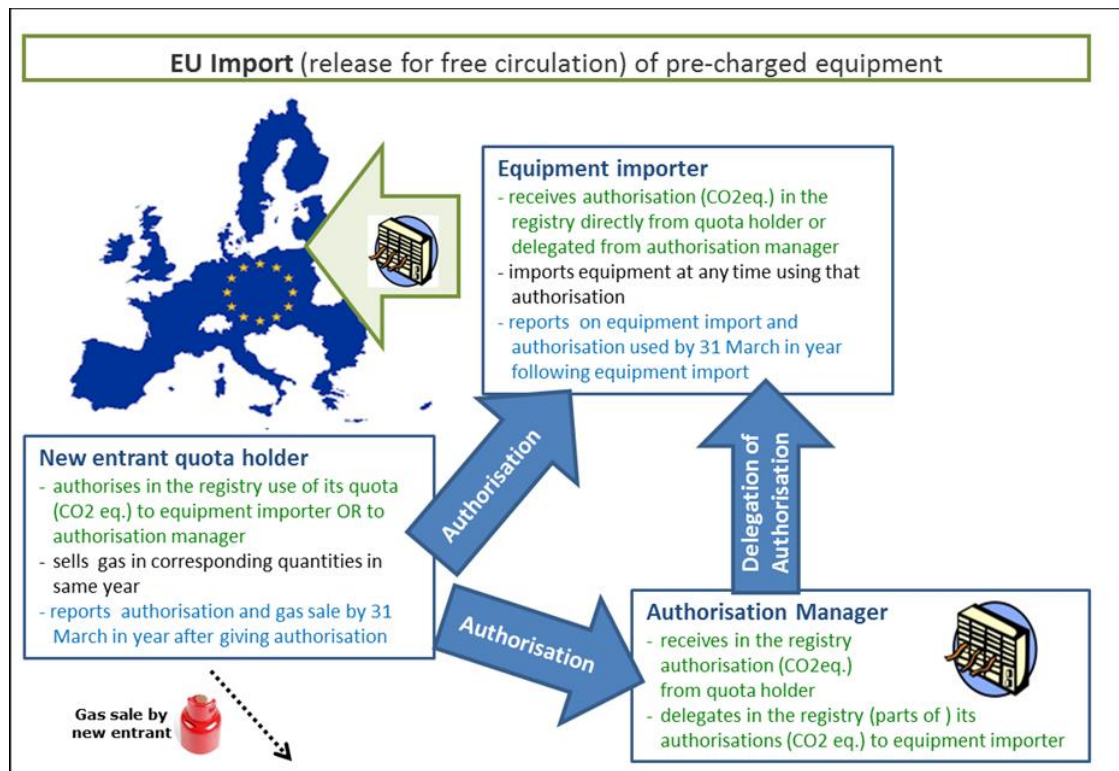 EU Import (release for free circulation) of pre-charged equipment
Equipment importer
- receives authorisation (CO2eq.) in the
registry directly from quota holder or
delegated from authorisation manager
- imports equipment at any time using that
authorisation
- reports on equipment import and
authorisation used by 31 March in year
following equipment import
New entrant quota holder
- authorises in the registry use of its quota
(CO2 eq.) to equipment importer OR to
authorisation manager
- sells gas in corresponding quantities in
same year
- reports authorisation and gas sale by 31
March in year after giving authorisation
Authorisation
Authorisation
Delegation of
Authorisation
Authorisation Manager
- receives in the registry
authorisation (CO2eq.)
from quota holder
- delegates in the registry (parts of ) its
authorisations (CO2 eq.) to equipment importer
Gas sale by
new entrant